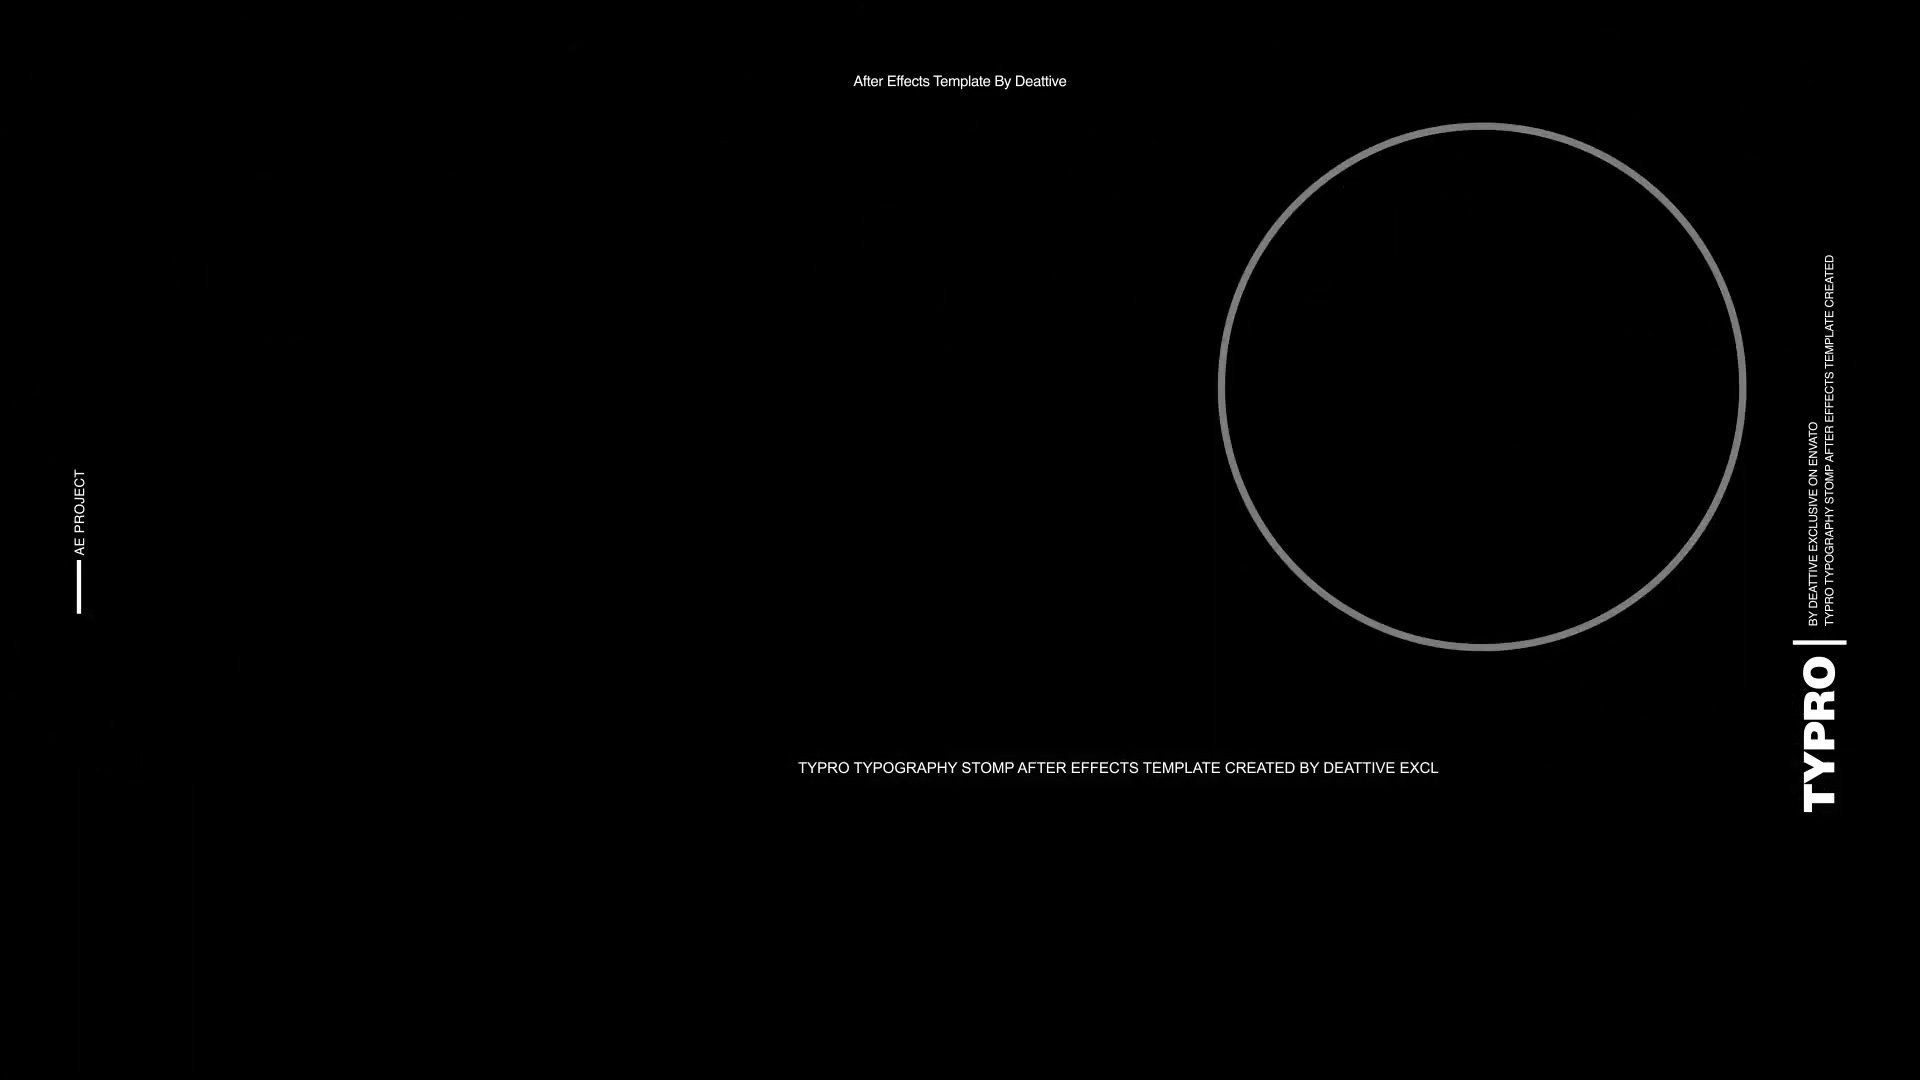 After Effects Template By Deattive
AE PROJECT
TYPRO TYPOGRAPHY STOMP AFTER EFFECTS TEMPLATE CREATED BY DEATTIVE EXCL
TYPRO
BY DEATTIVE EXCLUSIVE ON ENVATO
TYPRO TYPOGRAPHY STOMP AFTER EFFECTS TEMPLATE CREATED